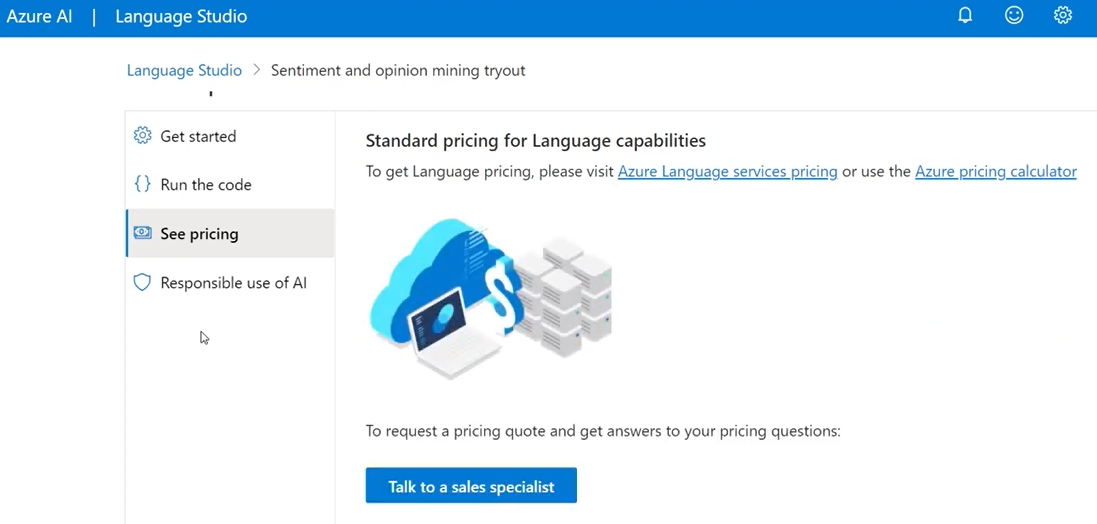 Azure AI | Language Studio
Language Studio > Sentiment and opinion mining tryout
Get started
Run the code
See pricing
Responsible use of AI
Standard pricing for Language capabilities
To get Language pricing, please visit Azure Language services pricing or use the Azure pricing calculator
$
To request a pricing quote and get answers to your pricing questions:
Talk to a sales specialist